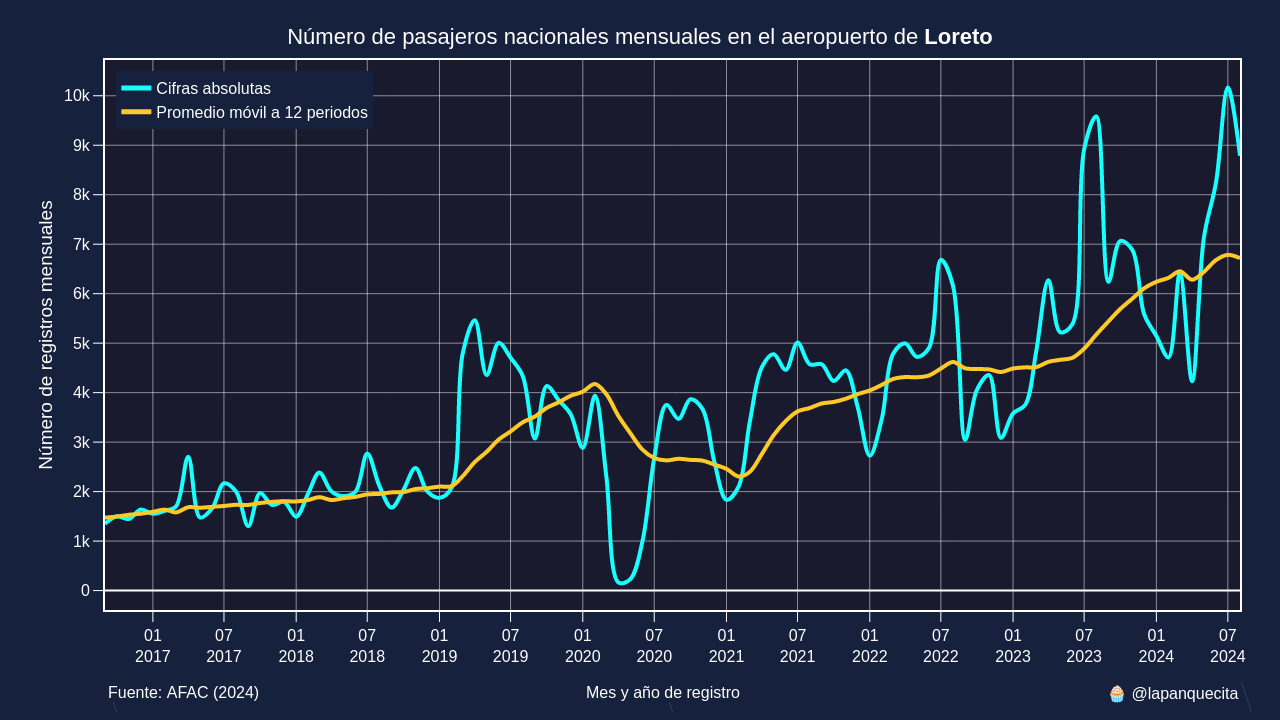 Número de pasajeros nacionales mensuales en el aeropuerto de Loreto
Cifras absolutas
Promedio móvil a 12 periodos
Número de registros mensuales
10k
9k
8k
7k
6k
5k
4k
3k
2k
1k
0
01 07 01 07 01 07 01 07 01 07 01 07 01 07 01 07
2017 2017 2018 2018 2019 2019 2020 2020 2021 2021 2022 2022 2023 2023 2024 2024
Fuente: AFAC (2024) Mes y año de registro 🧁 @lapanquecita